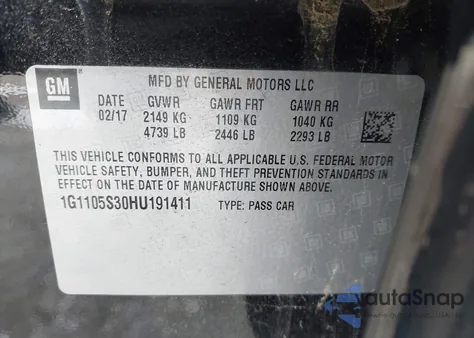 GM
MFD BY GENERAL MOTORS LLC
DATE GVWR GAWR FRT GAWR RR
02/17 2149 KG 1109 KG 1040 KG
4739 LB 2446 LB 2293 LB
THIS VEHICLE CONFORMS TO ALL APPLICABLE U.S. FEDERAL MOTOR
VEHICLE SAFETY, BUMPER, AND THEFT PREVENTION STANDARDS IN
EFFECT ON THE DATE OF MANUFACTURE SHOWN ABOVE.
1G1105S30HU191411 TYPE: PASS CAR
autaSnap